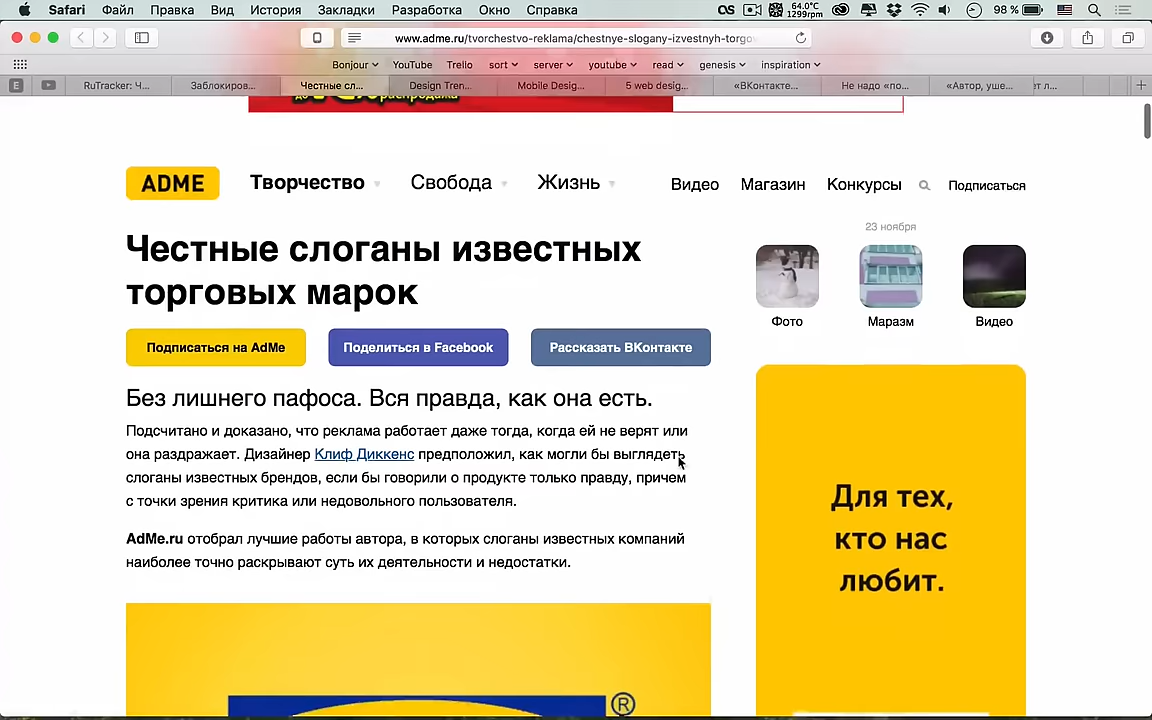 Safari Файл Правка Вид История Закладки Разработка Окно Справка
64.0°C
1299rpm
98 %
www.adme.ru/tvorchestvo-reklama/chestnye-slogany-izvestnyh-torgo
Bonjour YouTube Trello sort server youtube read genesis inspiration
E RuTracker: Ч... Заблокиров... Честные сл... Design Tren... Mobile Desig... 5 web desig... «ВКонтакте... Не надо «по... «Автор, уше... ет л...
распродажа
ADME Творчество Свобода Жизнь Видео Магазин Конкурсы Подписаться
23 ноября
Честные слоганы известных
торговых марок
Фото Маразм Видео
Подписаться на AdMe Поделиться в Facebook Рассказать ВКонтакте
Без лишнего пафоса. Вся правда, как она есть.
Подсчитано и доказано, что реклама работает даже тогда, когда ей не верят или
она раздражает. Дизайнер Клиф Диккенс предположил, как могли бы выглядеть
слоганы известных брендов, если бы говорили о продукте только правду, причем
с точки зрения критика или недовольного пользователя.
AdMe.ru отобрал лучшие работы автора, в которых слоганы известных компаний
наиболее точно раскрывают суть их деятельности и недостатки.
Для тех,
кто нас
любит.
®